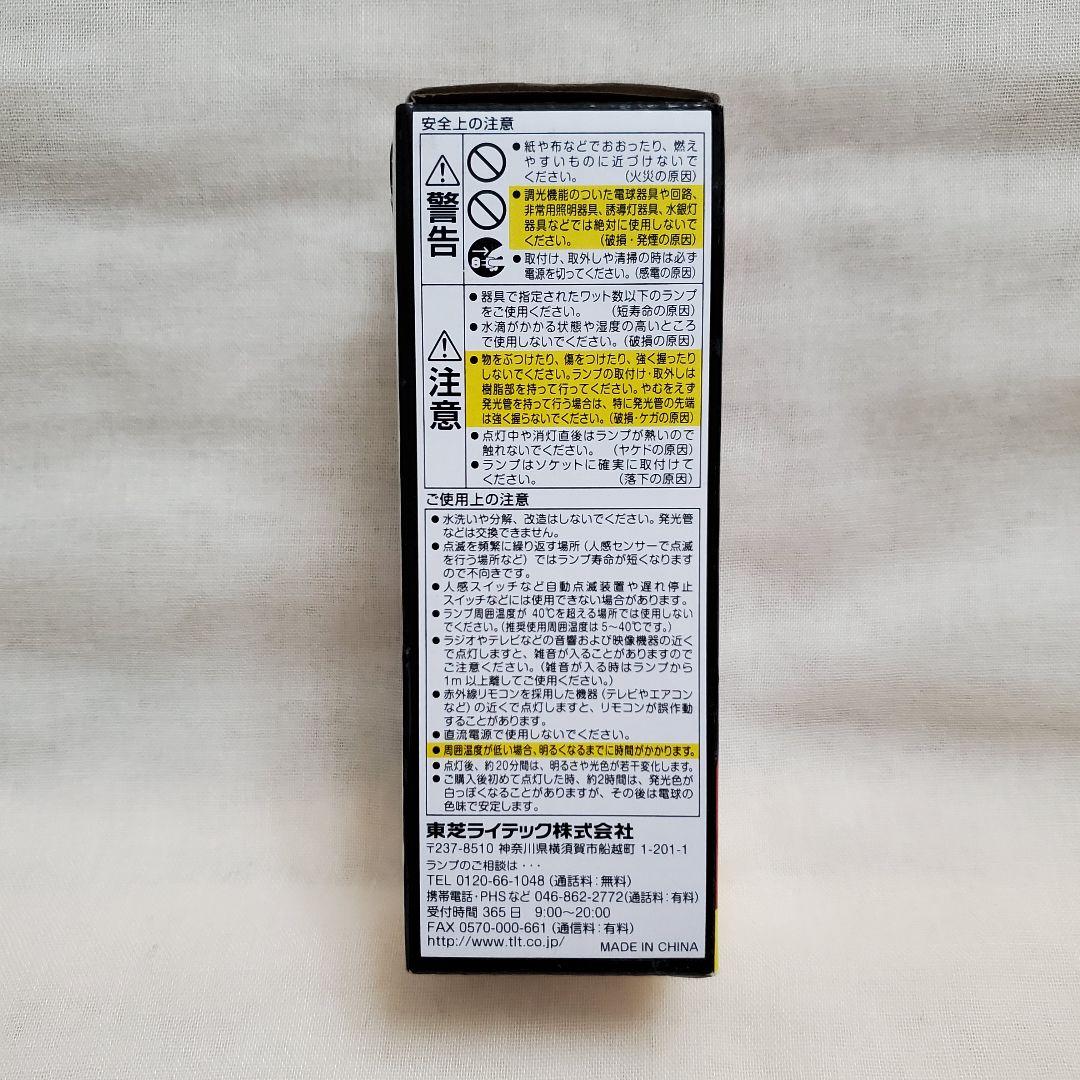 安全上の注意
警告
●紙や布などでおおったり、燃え
やすいものに近づけないで
ください。 (火災の原因)
●調光機能のついた電球器具や回路、
非常用照明器具、誘導灯器具、水銀灯
器具などでは絶対に使用しないで
ください。 (破損・発煙の原因)
●取付け、取外しや清掃の時は必ず
電源を切ってください。(感電の原因)
注意
●器具で指定されたワット数以下のランプ
をご使用ください。 (短寿命の原因)
●水滴がかかる状態や湿度の高いところ
で使用しないでください。(破損の原因)
●物をぶつけたり、傷をつけたり、強く握ったり
しないでください。ランプの取付け・取外しは
樹脂部を持って行ってください。やむをえず
発光管を持って行う場合は、特に発光管の先端
は強く握らないでください。(破損・ケガの原因)
●点灯中や消灯直後はランプが熱いので
触れないでください。 (ヤケドの原因)
●ランプはソケットに確実に取付けて
ください。 (落下の原因)
ご使用上の注意
●水洗いや分解、改造はしないでください。発光管
などは交換できません。
●点滅を頻繁に繰り返す場所(人感センサーで点滅
を行う場所など)ではランプ寿命が短くなります
ので不向きです。
●人感スイッチなど自動点滅装置や遅れ停止
スイッチなどには使用できない場合があります。
●ランプ周囲温度が 40℃を超える場所では使用しない
でください。(推奨使用周囲温度は5～40℃です。)
●ラジオやテレビなどの音響および映像機器の近く
で点灯しますと、雑音が入ることがありますので
ご注意ください。(雑音が入る時はランプから
1m以上離してご使用ください。)
●赤外線リモコンを採用した機器(テレビやエアコン
など)の近くで点灯しますと、リモコンが誤作動
することがあります。
●直流電源で使用しないでください。
●周囲温度が低い場合、明るくなるまでに時間がかかります。
●点灯後、約20分間は、明るさや光色が若干変化します。
●ご購入後初めて点灯した時、約2時間は、発光色が
白っぽくなることがありますが、その後は電球の
色味で安定します。
東芝ライテック株式会社
〒237-8510 神奈川県横須賀市船越町 1-201-1
ランプのご相談は・・・
TEL 0120-66-1048(通話料:無料)
携帯電話・PHSなど 046-862-2772(通話料:有料)
受付時間 365日 9:00～20:00
FAX 0570-000-661(通信料:有料)
http://www.tlt.co.jp/ MADE IN CHINA